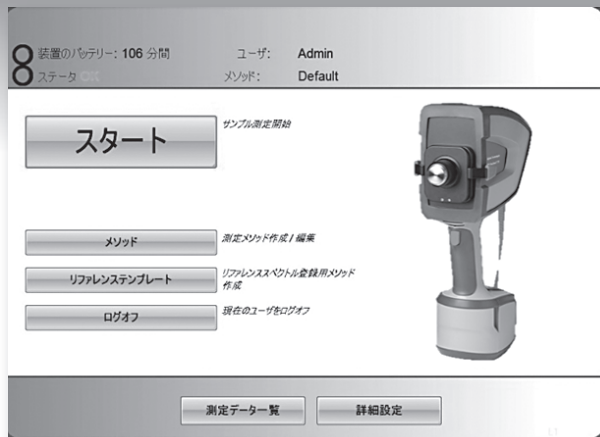 装置のバッテリー: 106 分間
ユーザ: Admin
ステータ OK
メソッド: Default
スタート
サンプル測定開始
メソッド
測定メソッド作成 / 編集
リファレンステンプレート
リファレンススペクトル登録用メソッド
作成
ログオフ
現在のユーザをログオフ
測定データ一覧
詳細設定